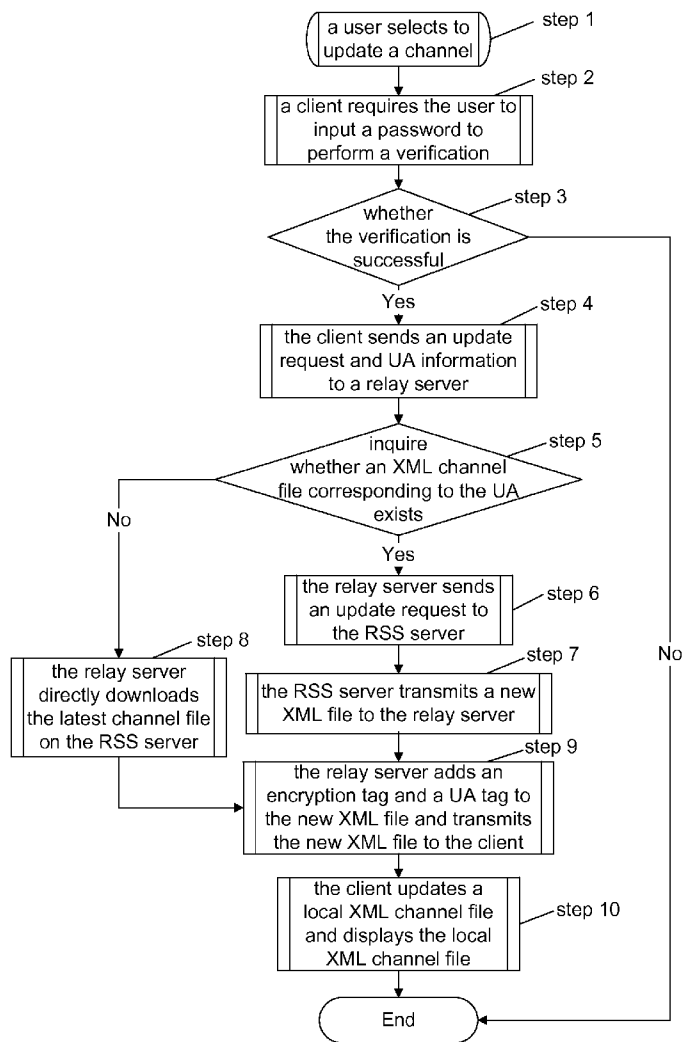 a user selects to
update a channel
step 1
step 2
a client requires the user to
input a password to
perform a verification
step 3
whether
the verification is
successful
Yes
step 4
the client sends an update
request and UA information
to a relay server
step 5
inquire
whether an XML channel
file corresponding to the UA
exists
No
Yes
the relay server sends
an update request to
the RSS server
step 6
No
step 8
the relay server
directly downloads
the latest channel file
on the RSS server
step 7
the RSS server transmits a new
XML file to the relay server
step 9
the relay server adds an
encryption tag and a UA tag to
the new XML file and transmits
the new XML file to the client
the client updates a
local XML channel file
and displays the local
XML channel file
step 10
End